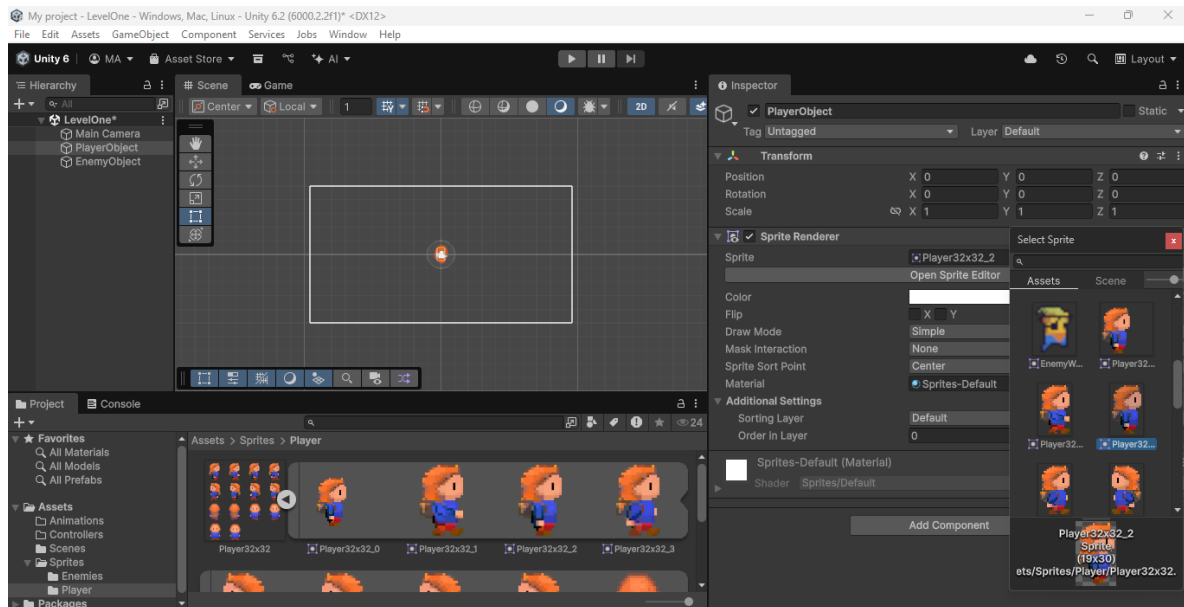 My project - LevelOne - Windows, Mac, Linux - Unity 6.2 (6000.2.2f1)* <DX12>
File Edit Assets GameObject Component Services Jobs Window Help
Unity 6 MA Asset Store AI Layout
Hierarchy
All
LevelOne*
Main Camera
PlayerObject
EnemyObject
Scene Game
Center Local 1 2D
Inspector
PlayerObject Static
Tag Untagged Layer Default
Transform
Position X 0 Y 0 Z 0
Rotation X 0 Y 0 Z 0
Scale X 1 Y 1 Z 1
Sprite Renderer
Sprite Player32x32_2
Open Sprite Editor
Color
Flip X Y
Draw Mode Simple
Mask Interaction None
Sprite Sort Point Center
Material Sprites-Default
Additional Settings
Sorting Layer Default
Order in Layer 0
Sprites-Default (Material)
Shader Sprites/Default
Add Component
Select Sprite x
Assets Scene
EnemyW... Player32...
Player32... Player32...
Player32x32_2
Sprite
(19x30)
ets/Sprites/Player/Player32x32.
Project Console
24
Favorites
All Materials
All Models
All Prefabs
Assets
Animations
Controllers
Scenes
Sprites
Enemies
Player
Packages
Assets > Sprites > Player
Player32x32 Player32x32_0 Player32x32_1 Player32x32_2 Player32x32_3